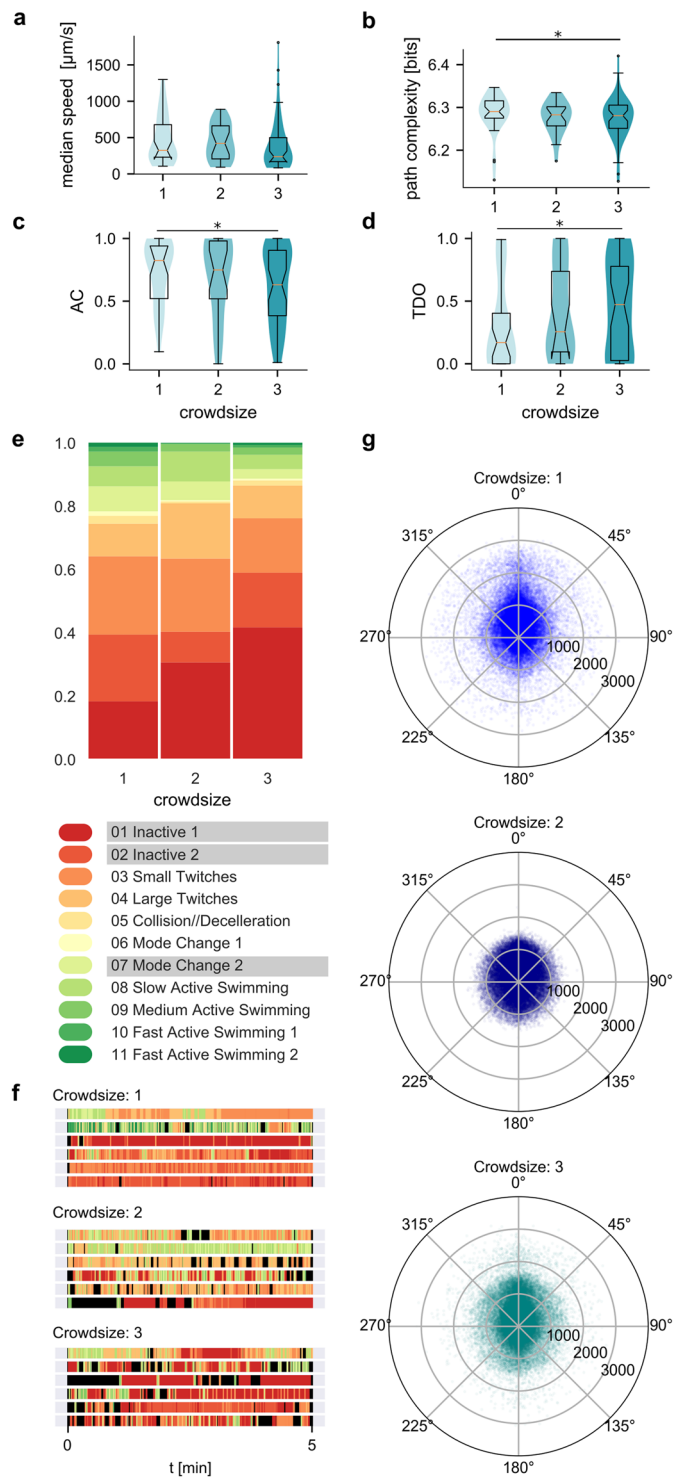 a
median speed [μm/s]
1500
1000
500
0
1 2 3
b
*
path complexity [bits]
6.4
6.3
6.2
1 2 3
c
*
AC
1.0
0.5
0.0
1 2 3
crowdsize
d
*
TDO
1.0
0.5
0.0
1 2 3
crowdsize
e
1.0
0.8
0.6
0.4
0.2
0.0
1 2 3
crowdsize
01 Inactive 1
02 Inactive 2
03 Small Twitches
04 Large Twitches
05 Collision//Decelleration
06 Mode Change 1
07 Mode Change 2
08 Slow Active Swimming
09 Medium Active Swimming
10 Fast Active Swimming 1
11 Fast Active Swimming 2
f
Crowdsize: 1
Crowdsize: 2
Crowdsize: 3
0 5
t [min]
g
Crowdsize: 1
0°
315° 45°
270° 90°
1000
2000
3000
225° 135°
180°
Crowdsize: 2
0°
315° 45°
270° 90°
1000
2000
3000
225° 135°
180°
Crowdsize: 3
0°
315° 45°
270° 90°
1000
2000
3000
225° 135°
180°